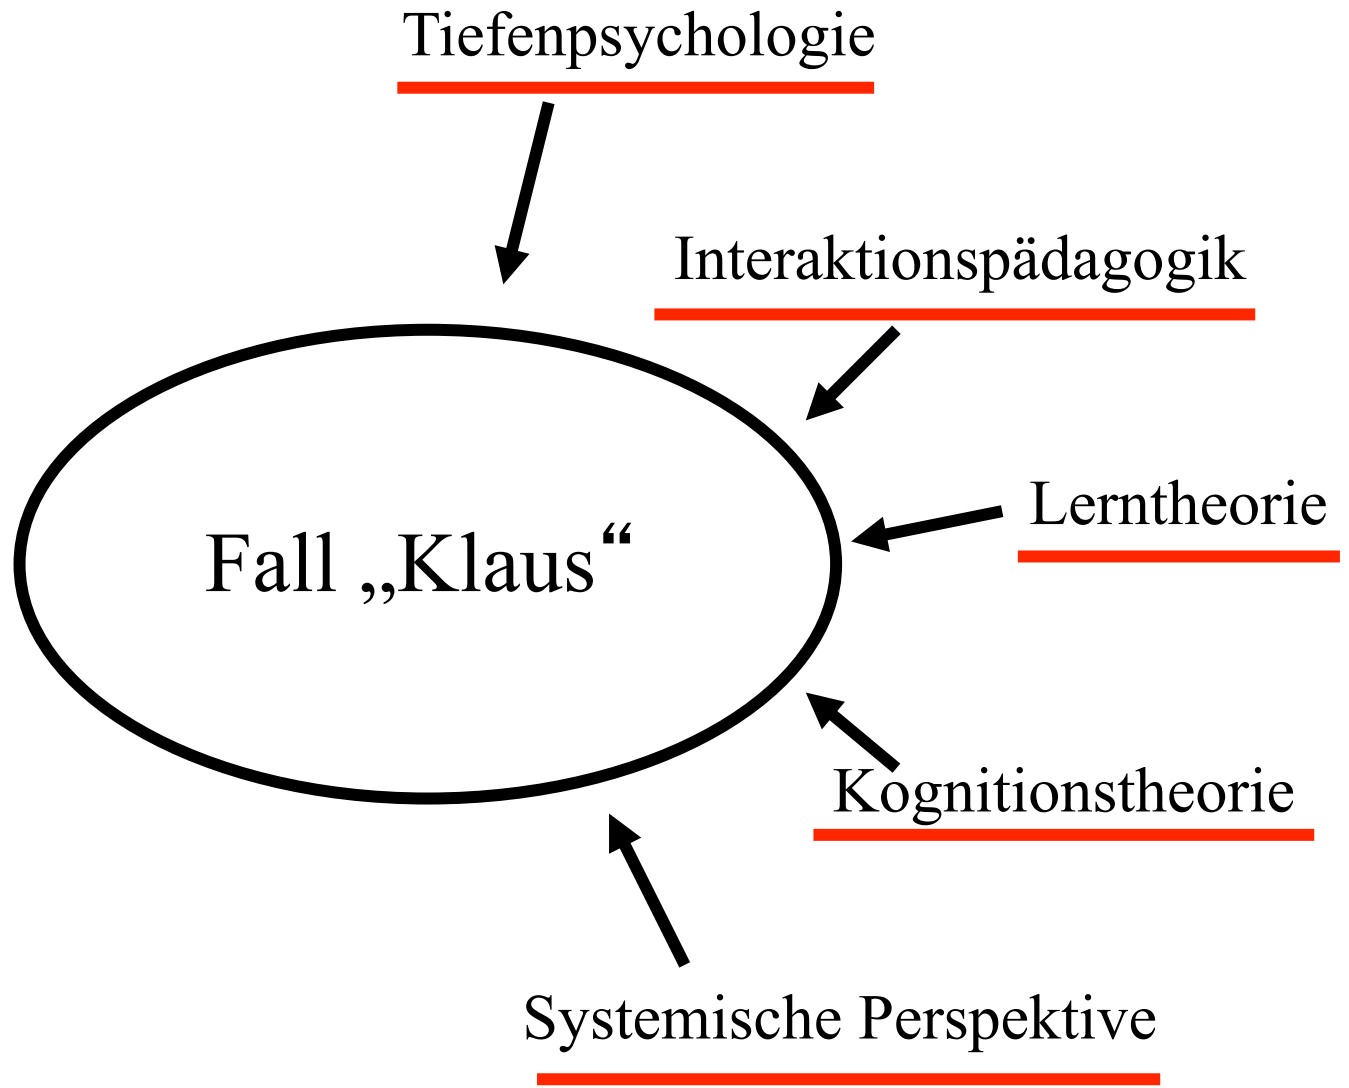 Tiefenpsychologie
Interaktionspädagogik
Lerntheorie
Fall „Klaus“
Kognitionstheorie
Systemische Perspektive